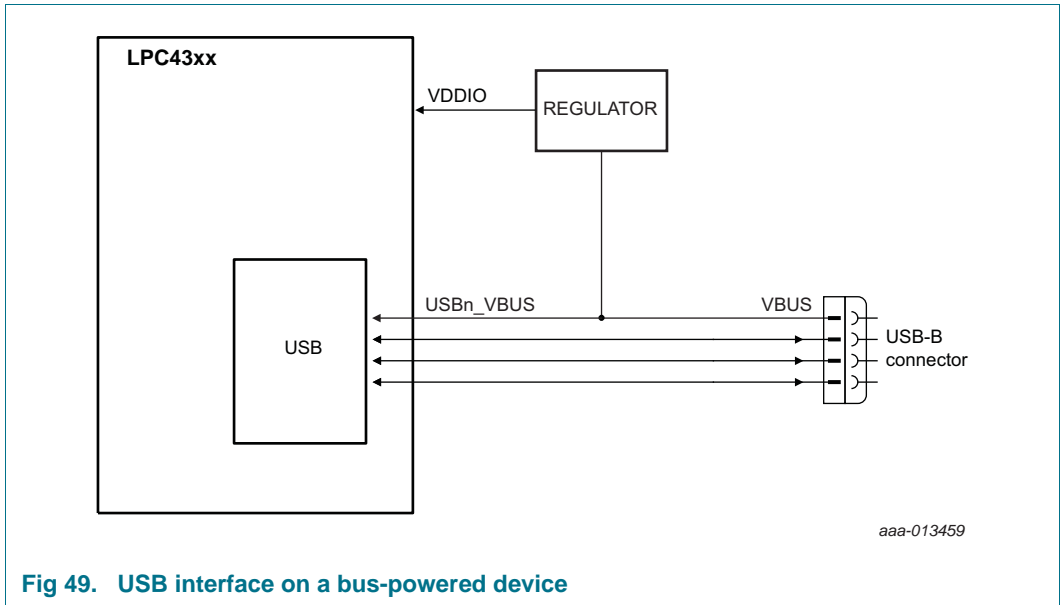 LPC43xx
VDDIO
REGULATOR
USBn_VBUS
VBUS
USB
USB-B
connector
aaa-013459
Fig 49. USB interface on a bus-powered device